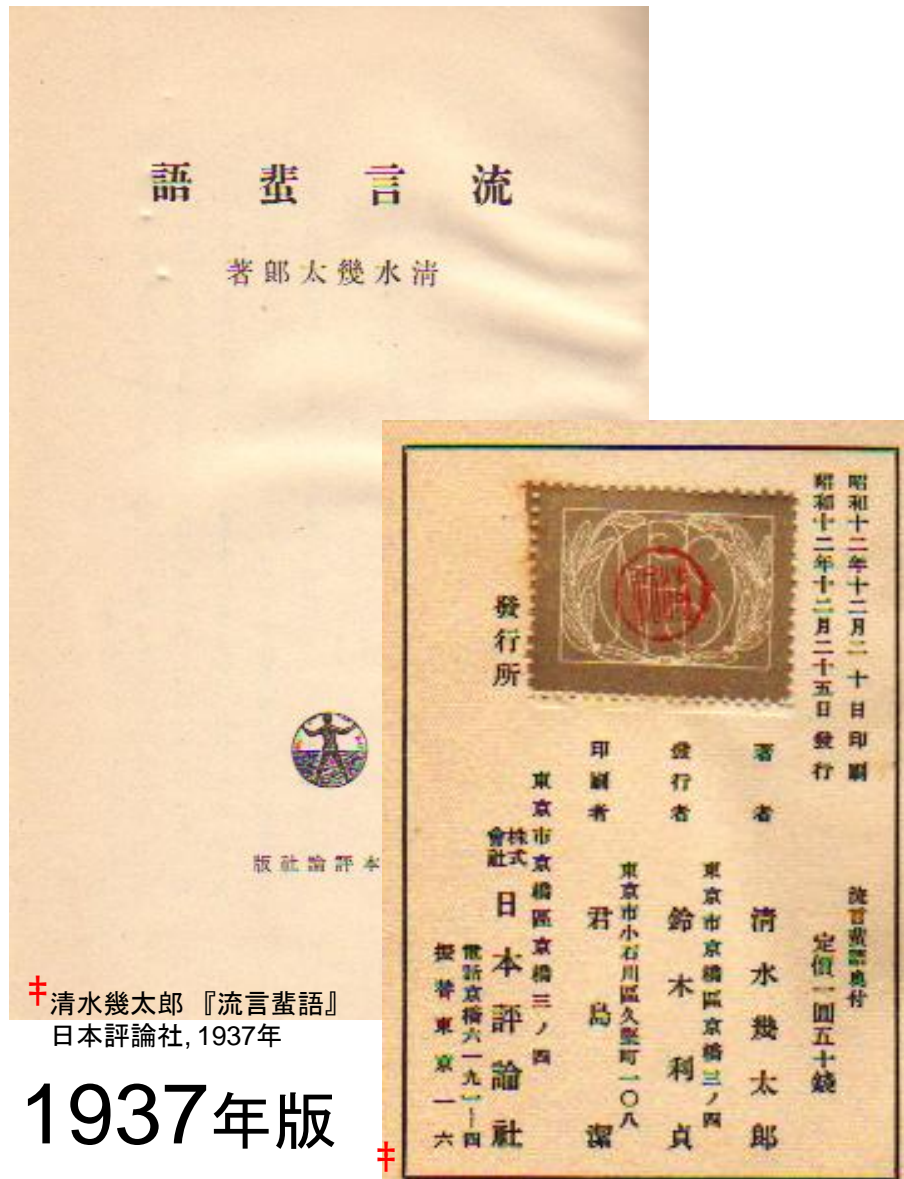 流言蜚語
清水幾太郎著
本評論社版
昭和十二年十二月二十日印刷
昭和十二年十二月二十五日發行
流言蜚語奥付
定價一圓五十錢
著者 清水幾太郎
東京市京橋區京橋三ノ四
發行者 鈴木利貞
東京市小石川區久堅町一〇八
印刷者 君島潔
東京市京橋區京橋三ノ四
發行所 株式會社 日本評論社
電話京橋六一九一―四
振替東京一六
‡清水幾太郎 『流言蜚語』
日本評論社, 1937年
1937年版
‡